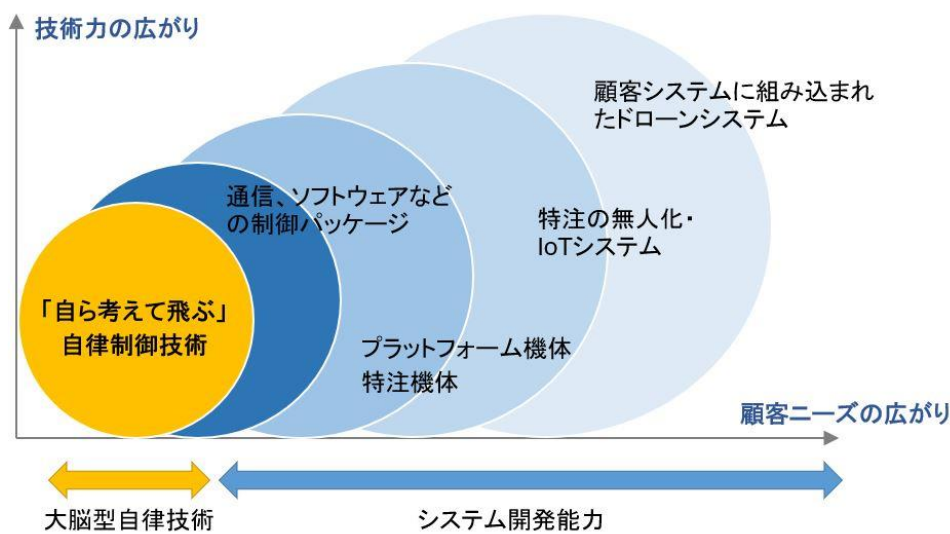 技術力の広がり
顧客システムに組み込まれ
たドローンシステム
通信、ソフトウェアなど
の制御パッケージ
特注の無人化・
IoTシステム
「自ら考えて飛ぶ」
自律制御技術
プラットフォーム機体
特注機体
顧客ニーズの広がり
大脳型自律技術
システム開発能力